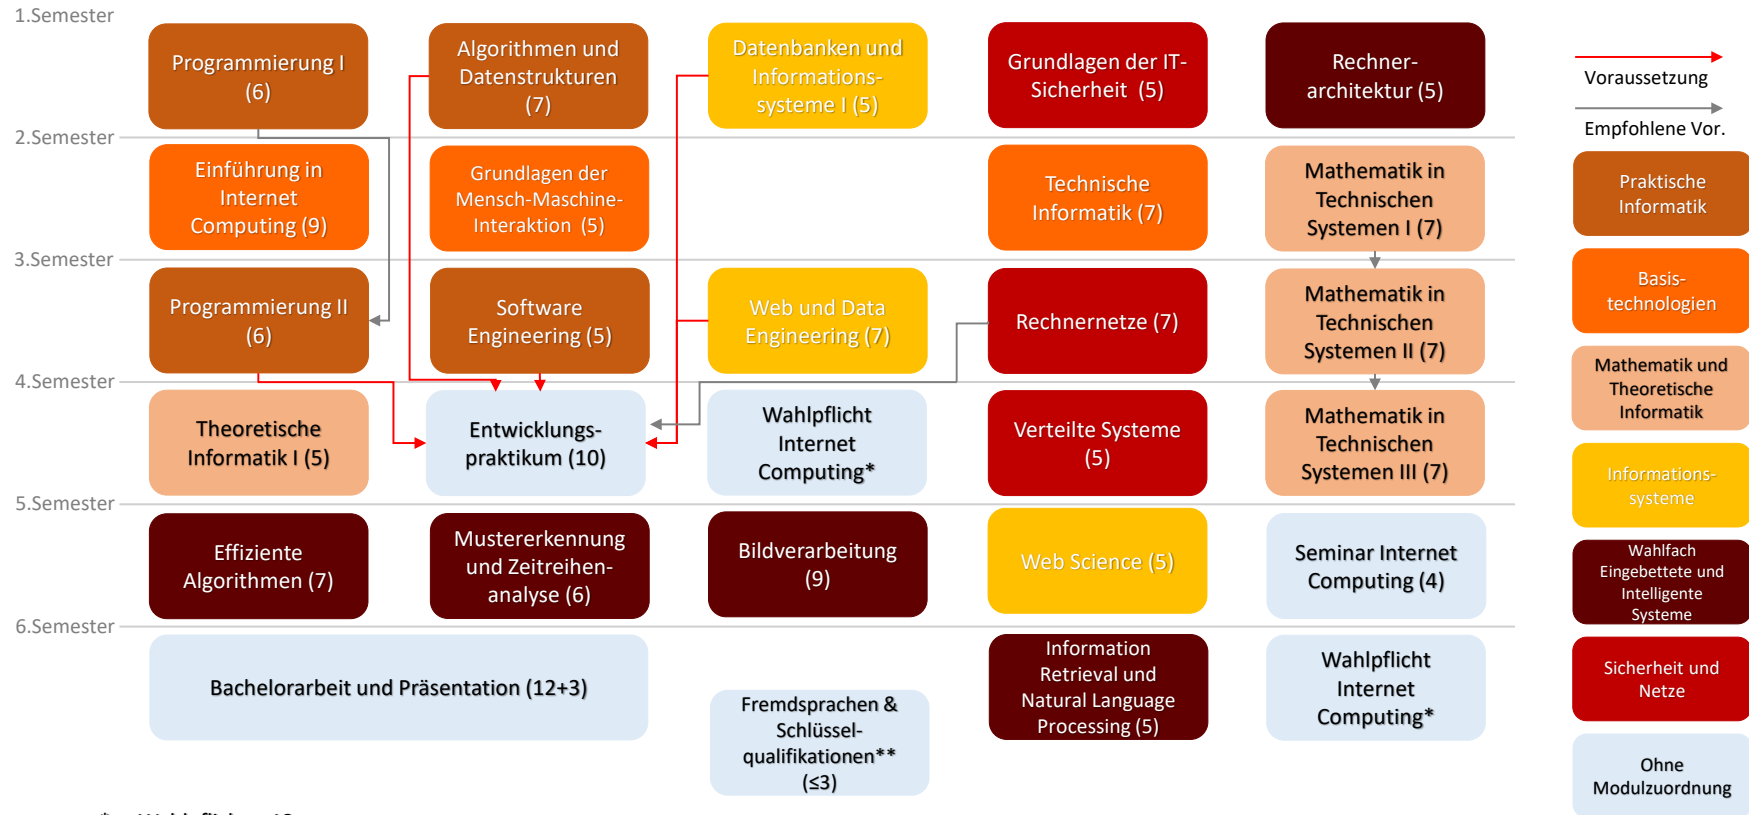 1.Semester
Programmierung I
(6)
Algorithmen und
Datenstrukturen
(7)
Datenbanken und
Informations-
systeme I (5)
Grundlagen der IT-
Sicherheit (5)
Rechner-
architektur (5)
2.Semester
Einführung in
Internet
Computing (9)
Grundlagen der
Mensch-Maschine-
Interaktion (5)
Technische
Informatik (7)
Mathematik in
Technischen
Systemen I (7)
3.Semester
Programmierung II
(6)
Software
Engineering (5)
Web und Data
Engineering (7)
Rechnernetze (7)
Mathematik in
Technischen
Systemen II (7)
4.Semester
Theoretische
Informatik I (5)
Entwicklungs-
praktikum (10)
Wahlpflicht
Internet
Computing*
Verteilte Systeme
(5)
Mathematik in
Technischen
Systemen III (7)
5.Semester
Effiziente
Algorithmen (7)
Mustererkennung
und Zeitreihen-
analyse (6)
Bildverarbeitung
(9)
Web Science (5)
Seminar Internet
Computing (4)
6.Semester
Bachelorarbeit und Präsentation (12+3)
Fremdsprachen &
Schlüssel-
qualifikationen**
(≤3)
Information
Retrieval und
Natural Language
Processing (5)
Wahlpflicht
Internet
Computing*
Voraussetzung
Empfohlene Vor.
Praktische
Informatik
Basis-
technologien
Mathematik und
Theoretische
Informatik
Informations-
systeme
Wahlfach
Eingebettete und
Intelligente
Systeme
Sicherheit und
Netze
Ohne
Modulzuordnung